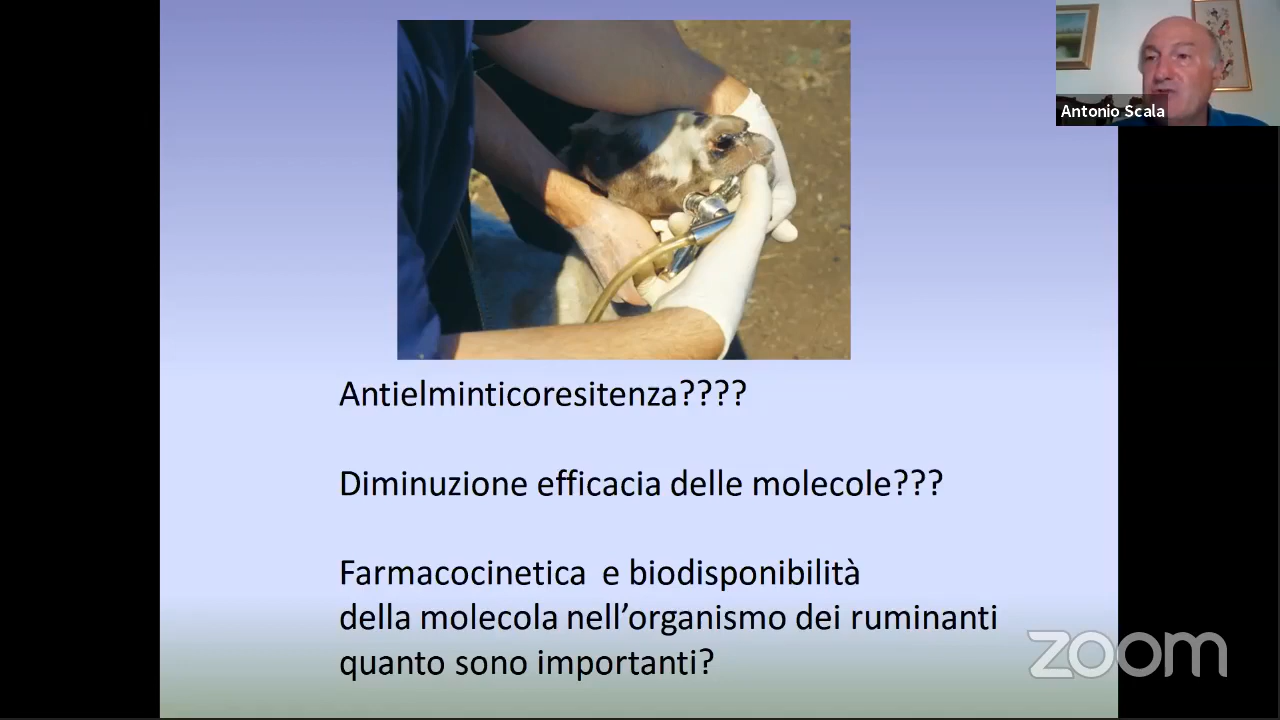 Antonio Scala
Antielminticoresitenza????
Diminuzione efficacia delle molecole???
Farmacocinetica e biodisponibilità
della molecola nell’organismo dei ruminanti
quanto sono importanti?
zoom